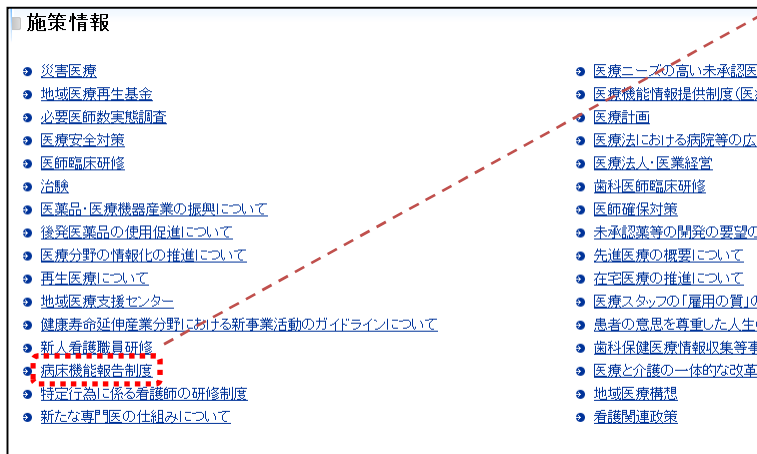 施策情報
災害医療
地域医療再生基金
必要医師数実態調査
医療安全対策
医師臨床研修
治験
医薬品・医療機器産業の振興について
後発医薬品の使用促進について
医療分野の情報化の推進について
再生医療について
地域医療支援センター
健康寿命延伸産業分野における新事業活動のガイドラインについて
新人看護職員研修
病床機能報告制度
特定行為に係る看護師の研修制度
新たな専門医の仕組みについて
医療ニーズの高い未承認医
医療機能情報提供制度(医
医療計画
医療法における病院等の広
医療法人・医業経営
歯科医師臨床研修
医師確保対策
未承認薬等の開発の要望の
先進医療の概要について
在宅医療の推進について
医療スタッフの「雇用の質」の
患者の意思を尊重した人生
歯科保健医療情報収集等事
医療と介護の一体的な改革
地域医療構想
看護関連政策